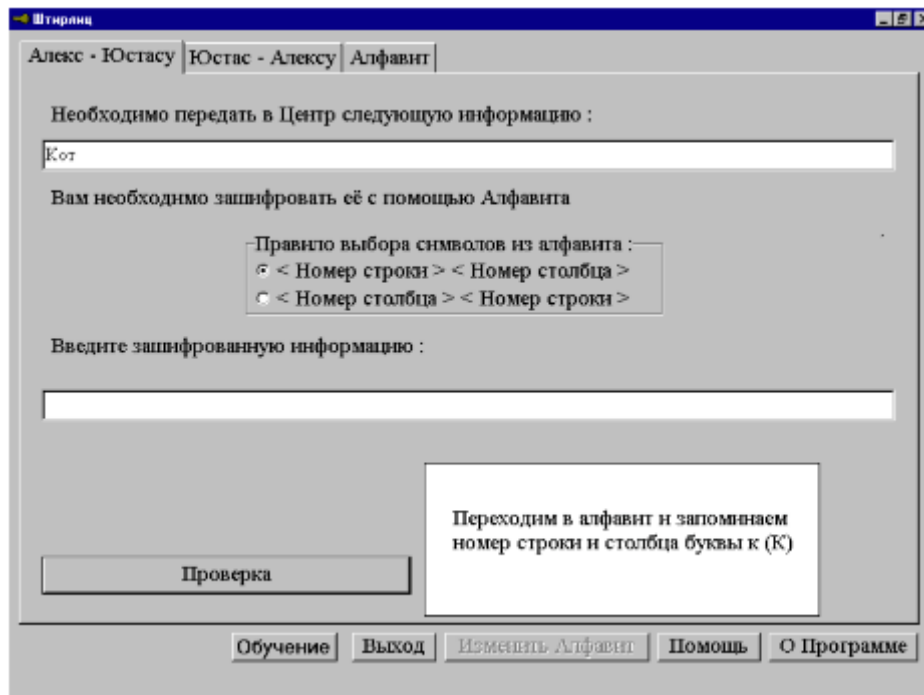 Штирлиц
Алекс - Юстасу Юстас - Алексу Алфавит
Необходимо передать в Центр следующую информацию :
Кот
Вам необходимо зашифровать её с помощью Алфавита
Правило выбора символов из алфавита :
< Номер строки > < Номер столбца >
< Номер столбца > < Номер строки >
Введите зашифрованную информацию :
Переходим в алфавит и запоминаем
номер строки и столбца буквы к (К)
Проверка
Обучение Выход Изменить Алфавит Помощь О Программе